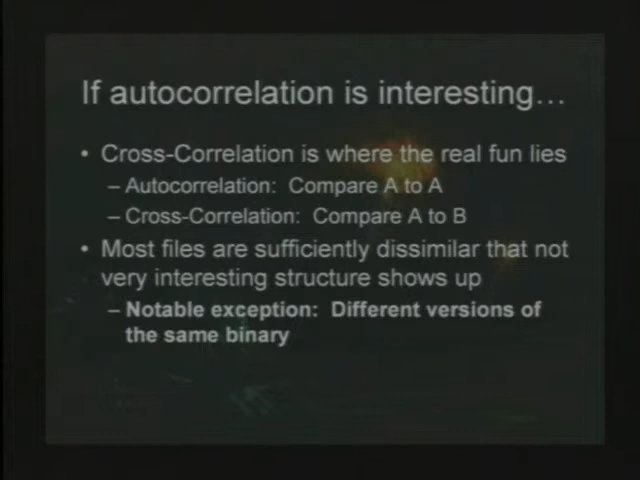 If autocorrelation is interesting…
• Cross-Correlation is where the real fun lies
– Autocorrelation: Compare A to A
– Cross-Correlation: Compare A to B
• Most files are sufficiently dissimilar that not
very interesting structure shows up
– Notable exception: Different versions of
the same binary